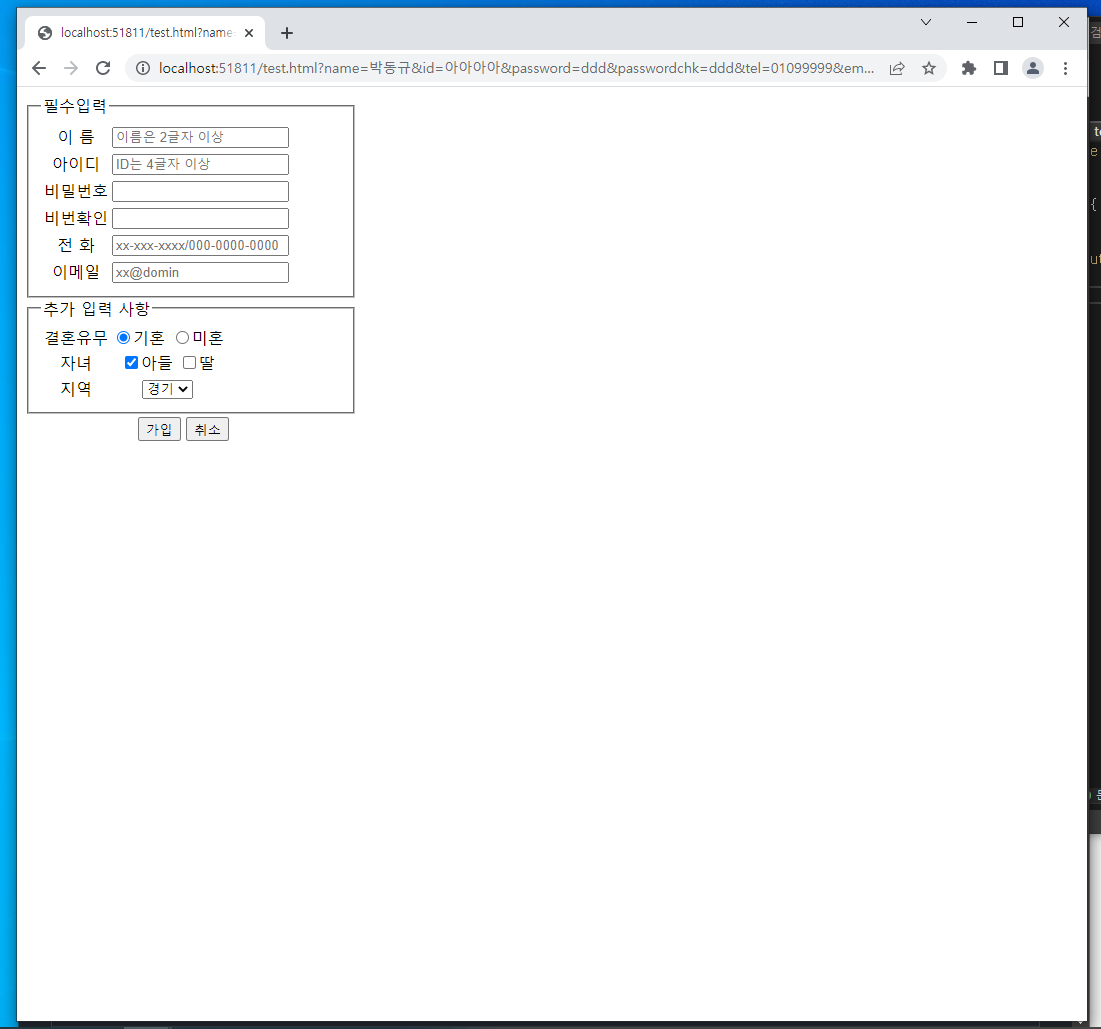 localhost:51811/test.html?name
localhost:51811/test.html?name=박동규&id=아아아아&password=ddd&passwordchk=ddd&tel=01099999&em...
필수입력
이 름 이름은 2글자 이상
아이디 ID는 4글자 이상
비밀번호
비번확인
전 화 xx-xxx-xxxx/000-0000-0000
이메일 xx@domin
추가 입력 사항
결혼유무 기혼 미혼
자녀 아들 딸
지역 경기
가입 취소